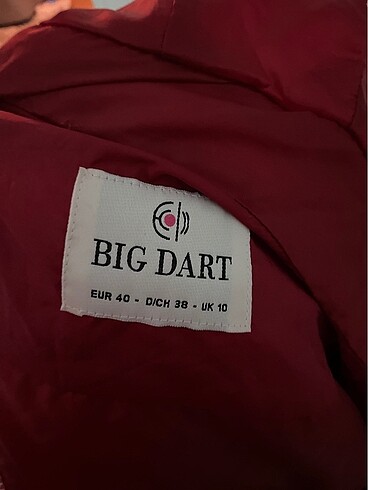 BIG DART
EUR 40 - D/CH 38 - UK 10